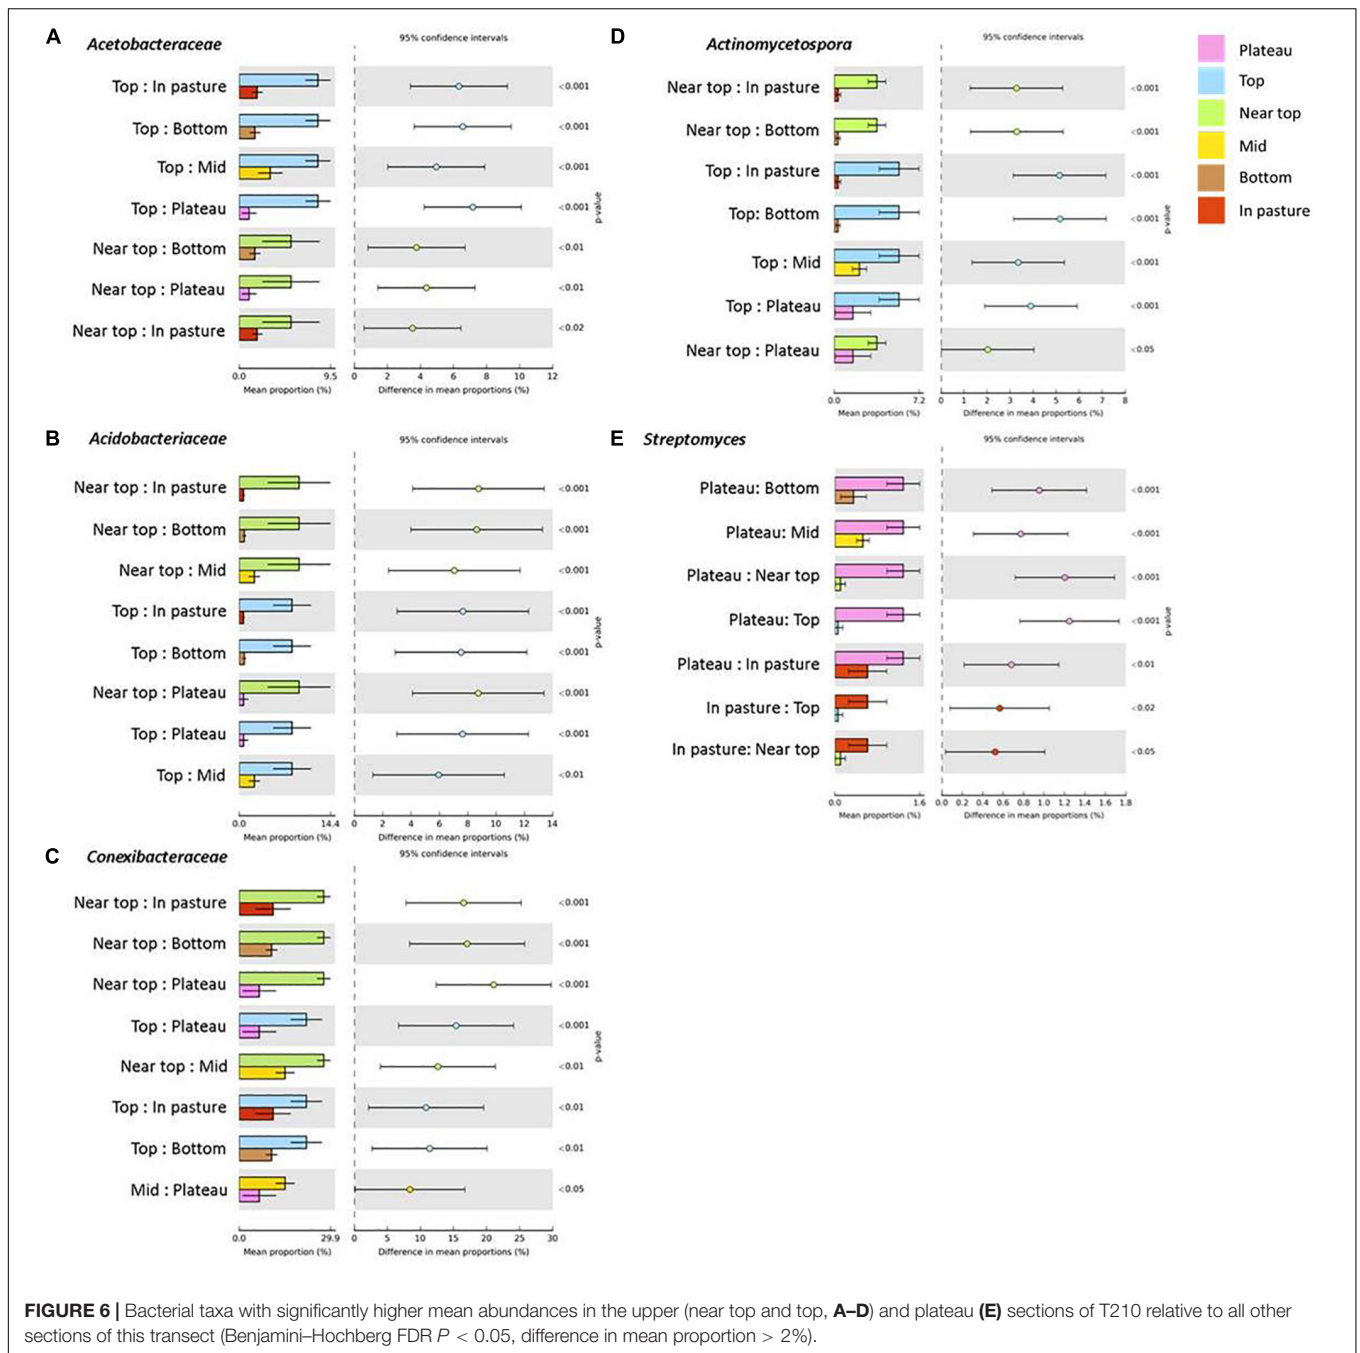 A Acetobacteraceae
95% confidence intervals
Top : In pasture <0.001
Top : Bottom <0.001
Top : Mid <0.001
Top : Plateau <0.001
Near top : Bottom <0.01
Near top : Plateau <0.01
Near top : In pasture <0.02
p-value
0.0 9.5 0 2 4 6 8 10 12
Mean proportion (%) Difference in mean proportions (%)
B Acidobacteriaceae
95% confidence intervals
Near top : In pasture <0.001
Near top : Bottom <0.001
Near top : Mid <0.001
Top : In pasture <0.001
Top : Bottom <0.001
Near top : Plateau <0.001
Top : Plateau <0.001
Top : Mid <0.01
p-value
0.0 14.4 0 2 4 6 8 10 12 14
Mean proportion (%) Difference in mean proportions (%)
C Conexibacteraceae
95% confidence intervals
Near top : In pasture <0.001
Near top : Bottom <0.001
Near top : Plateau <0.001
Top : Plateau <0.001
Near top : Mid <0.01
Top : In pasture <0.01
Top : Bottom <0.01
Mid : Plateau <0.05
p-value
0.0 29.9 0 5 10 15 20 25 30
Mean proportion (%) Difference in mean proportions (%)
D Actinomycetospora
95% confidence intervals
Near top : In pasture <0.001
Near top : Bottom <0.001
Top : In pasture <0.001
Top: Bottom <0.001
Top : Mid <0.001
Top : Plateau <0.001
Near top : Plateau <0.05
p-value
0.0 7.2 0 1 2 3 4 5 6 7 8
Mean proportion (%) Difference in mean proportions (%)
E Streptomyces
95% confidence intervals
Plateau: Bottom <0.001
Plateau: Mid <0.001
Plateau : Near top <0.001
Plateau: Top <0.001
Plateau : In pasture <0.01
In pasture : Top <0.02
In pasture: Near top <0.05
p-value
0.0 1.6 0.0 0.2 0.4 0.6 0.8 1.0 1.2 1.4 1.6 1.8
Mean proportion (%) Difference in mean proportions (%)
Plateau
Top
Near top
Mid
Bottom
In pasture
FIGURE 6 | Bacterial taxa with significantly higher mean abundances in the upper (near top and top, A–D) and plateau (E) sections of T210 relative to all other
sections of this transect (Benjamini–Hochberg FDR P < 0.05, difference in mean proportion > 2%).